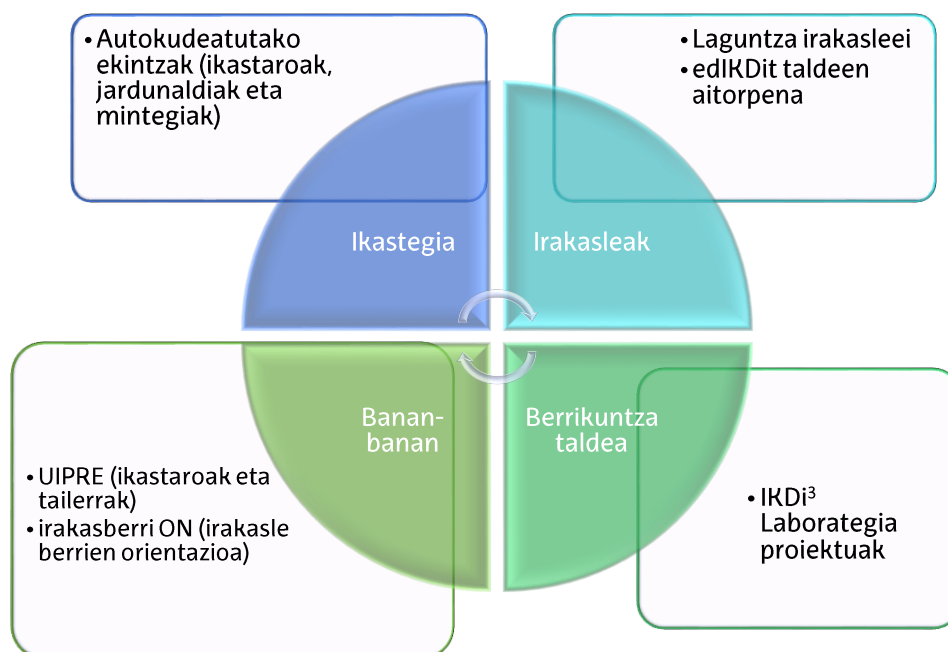 • Autokudeatutako
ekintzak (ikastaroak,
jardunaldiak eta
mintegiak)
• Laguntza irakasleei
• edIKDit taldeen
aitorpena
Ikastegia
Irakasleak
Banan-
banan
Berrikuntza
taldea
• UIPRE (ikastaroak eta
tailerrak)
• irakasberri ON (irakasle
berrien orientazioa)
• IKDi³
Laborategia
proiektuak